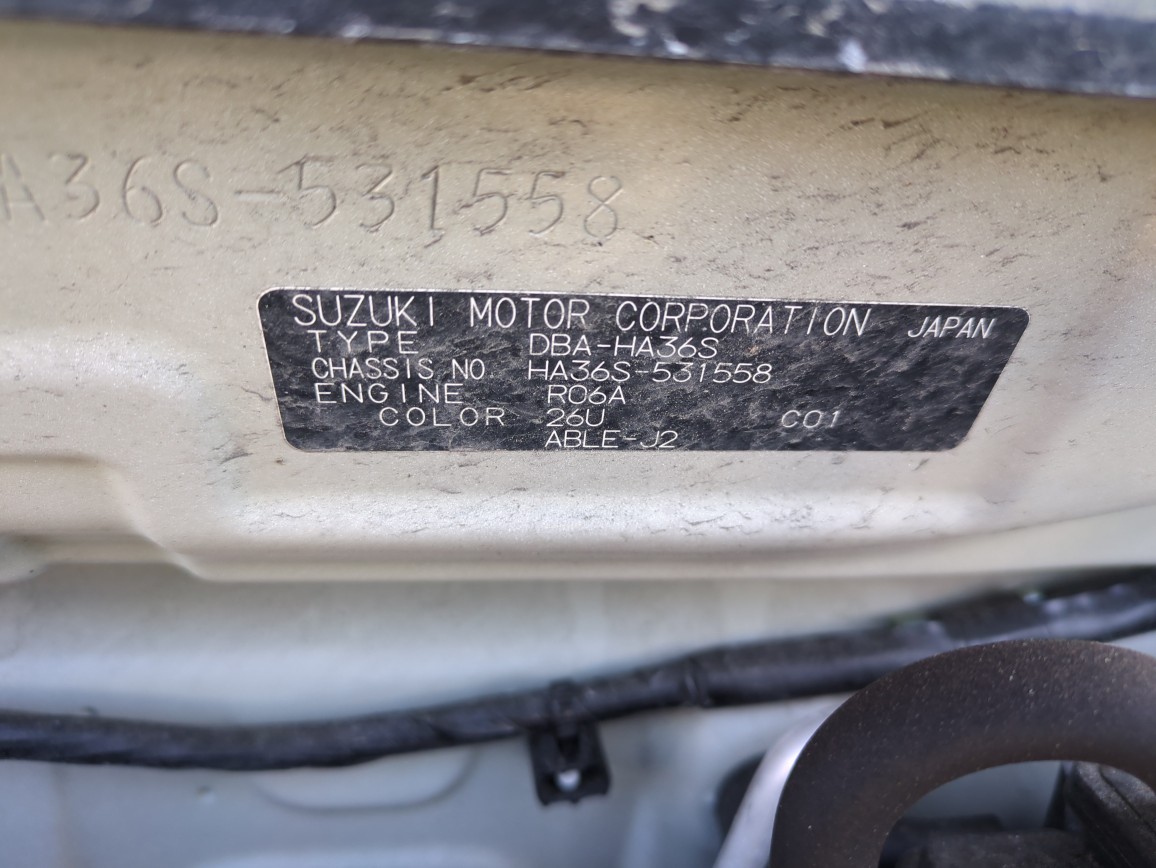 A36S-531558
SUZUKI MOTOR CORPORATION JAPAN
TYPE DBA-HA36S
CHASSIS NO. HA36S-531558
ENGINE R06A
COLOR 26U C01
ABLE-J2